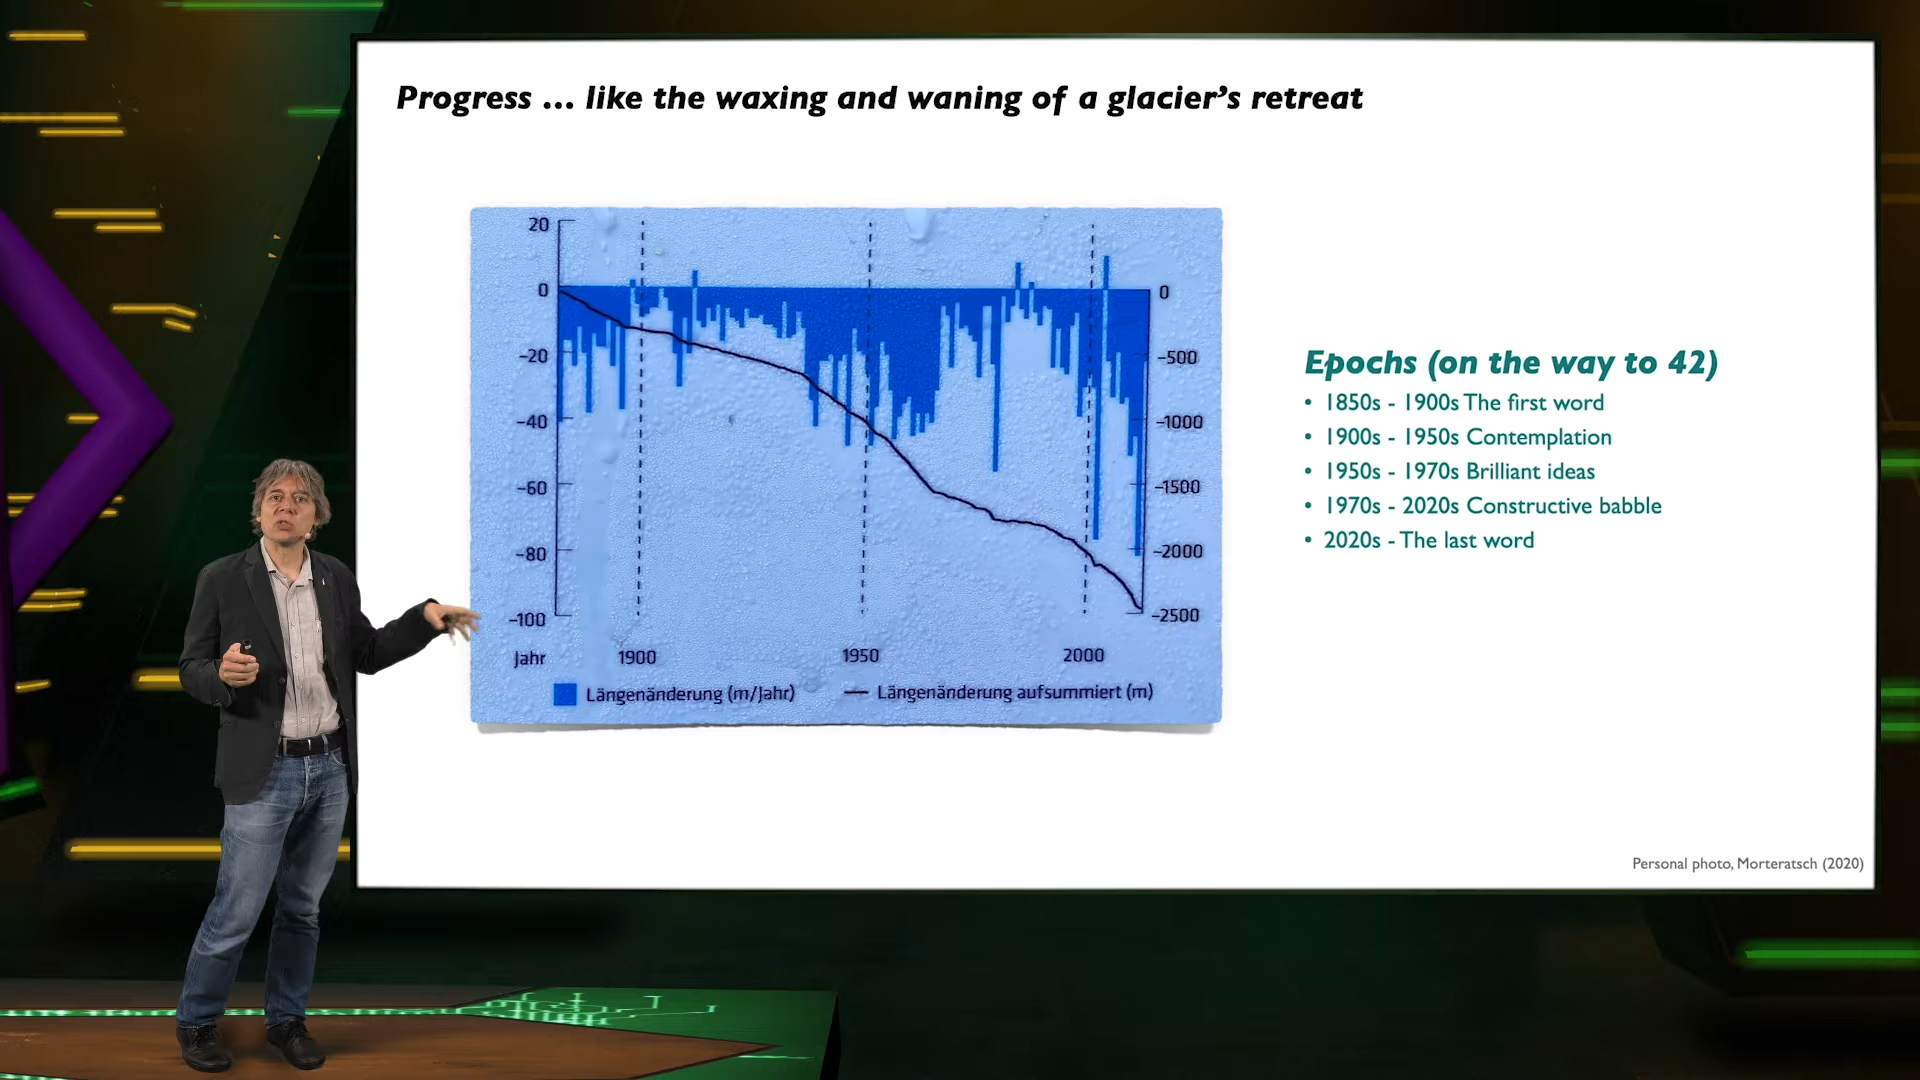 Progress ... like the waxing and waning of a glacier's retreat
20
0
-20
-40
-60
-80
-100
0
-500
-1000
-1500
-2000
-2500
Jahr
1900
1950
2000
Längenänderung (m/Jahr)
Längenänderung aufsummiert (m)
Epochs (on the way to 42)
• 1850s - 1900s The first word
• 1900s - 1950s Contemplation
• 1950s - 1970s Brilliant ideas
• 1970s - 2020s Constructive babble
• 2020s - The last word
Personal photo, Morteratsch (2020)